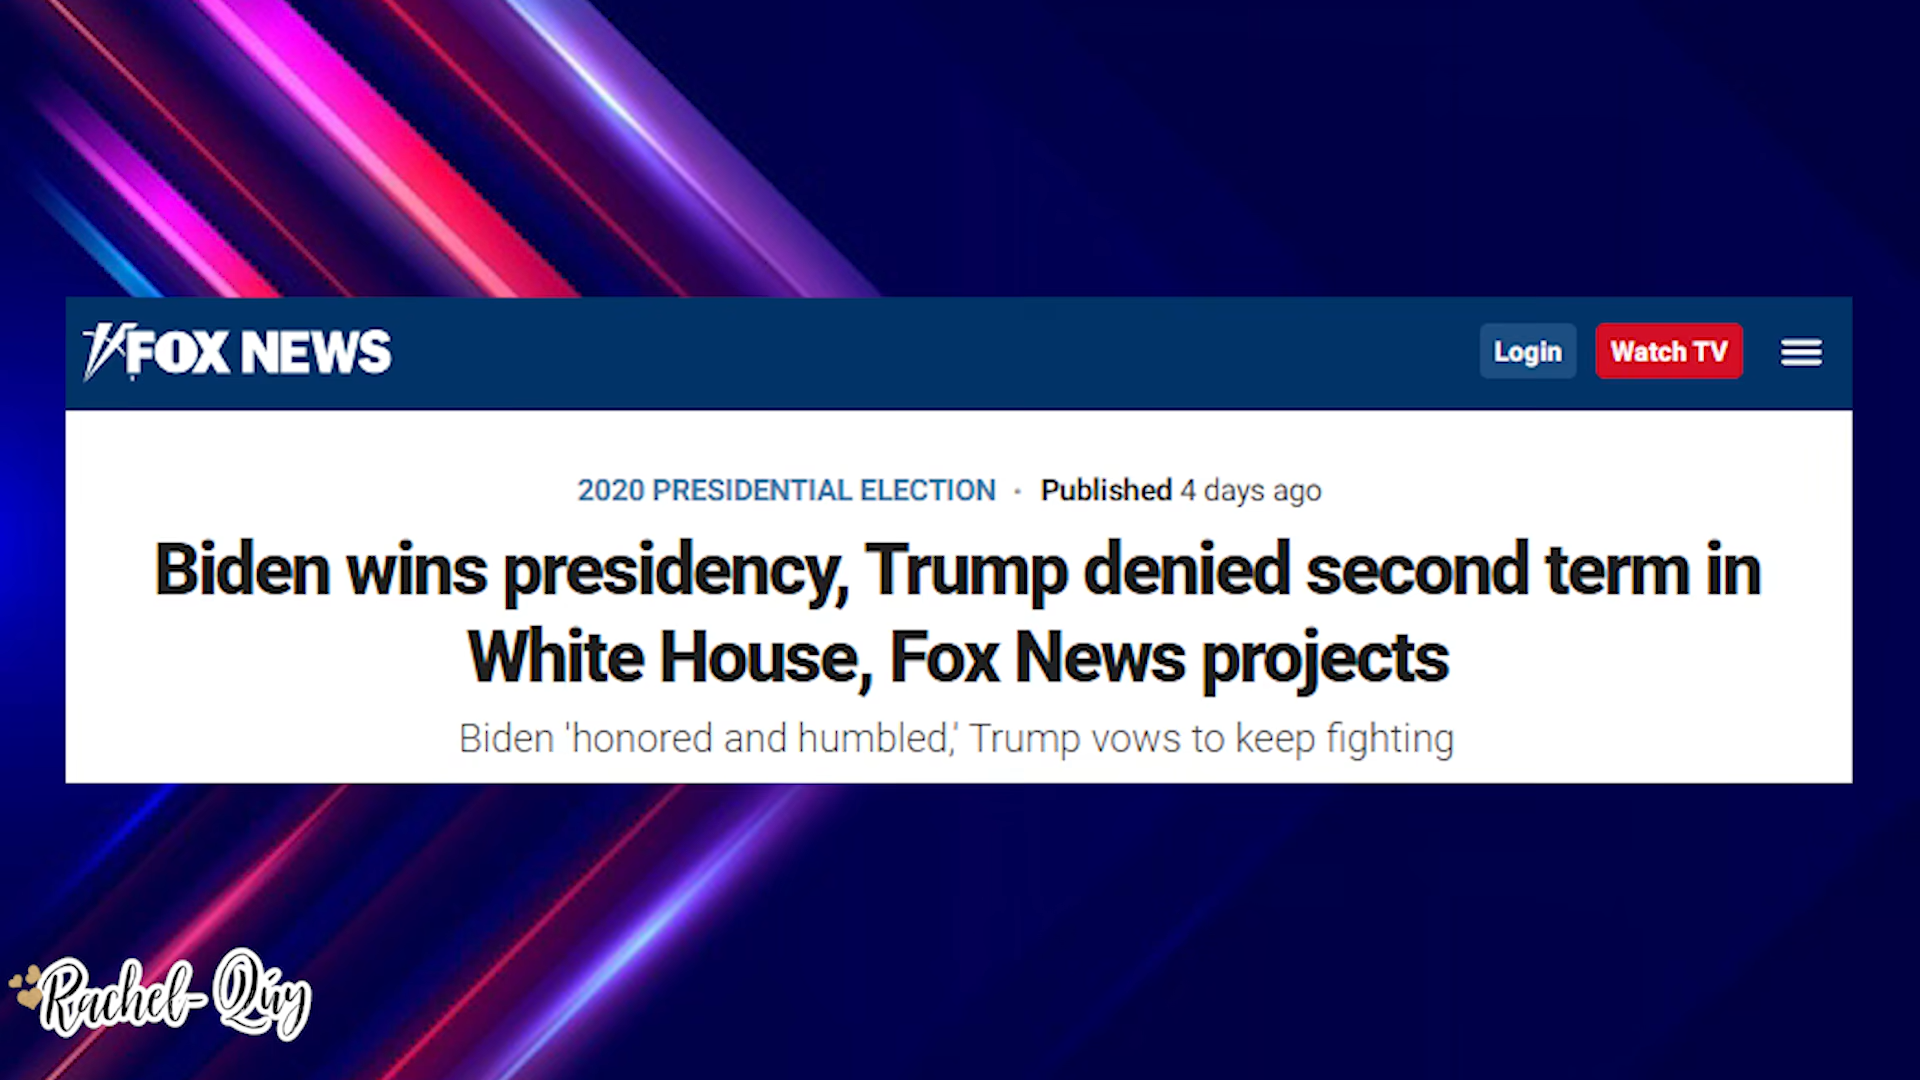 FOX NEWS
Login
Watch TV
2020 PRESIDENTIAL ELECTION · Published 4 days ago
Biden wins presidency, Trump denied second term in
White House, Fox News projects
Biden 'honored and humbled,' Trump vows to keep fighting
Rachel-Qúy